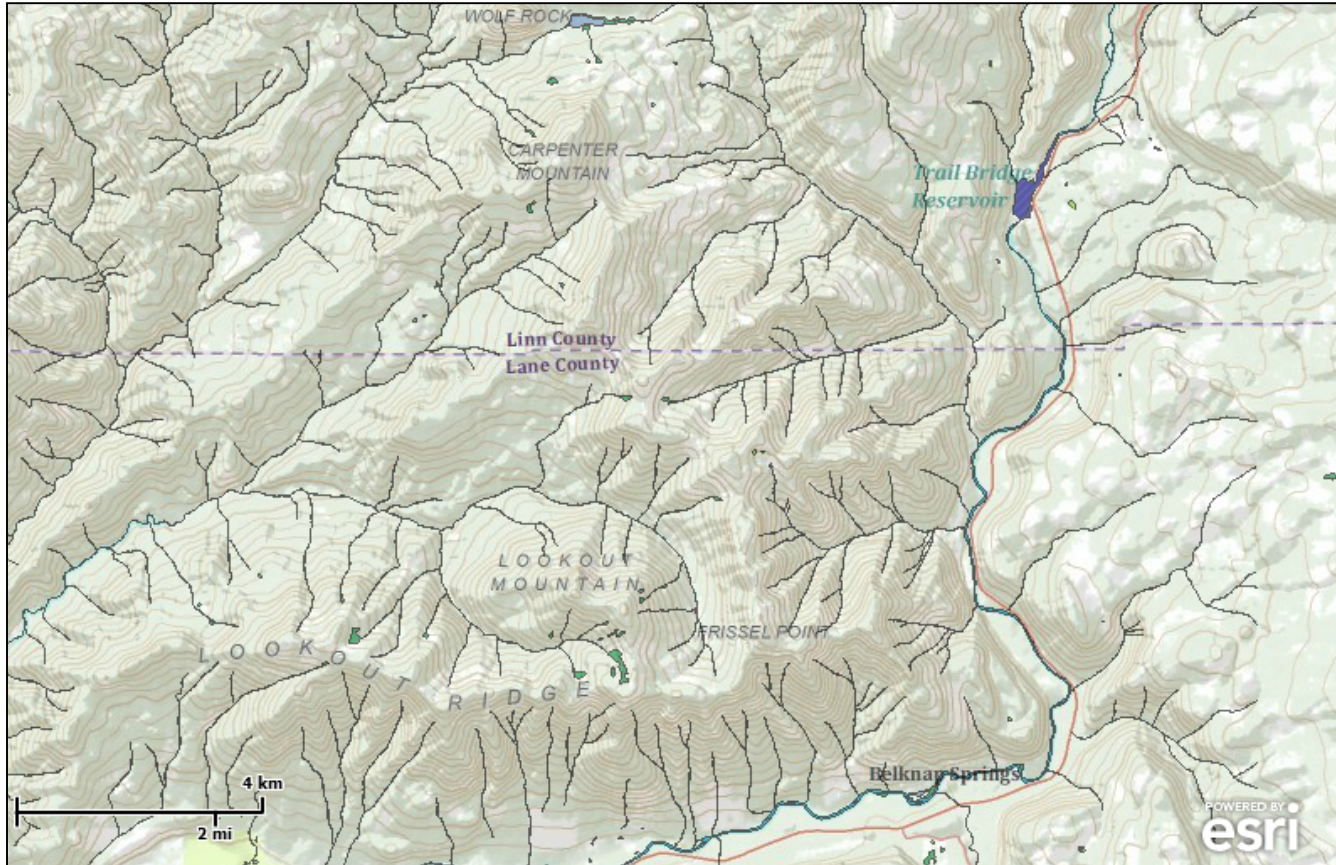 WOLF ROCK
CARPENTER
MOUNTAIN
Trail Bridge
Reservoir
Linn County
Lane County
LOOKOUT
MOUNTAIN
FRISSEL POINT
LOOKOUT RIDGE
Belknap Springs
4 km
2 mi
POWERED BY
esri